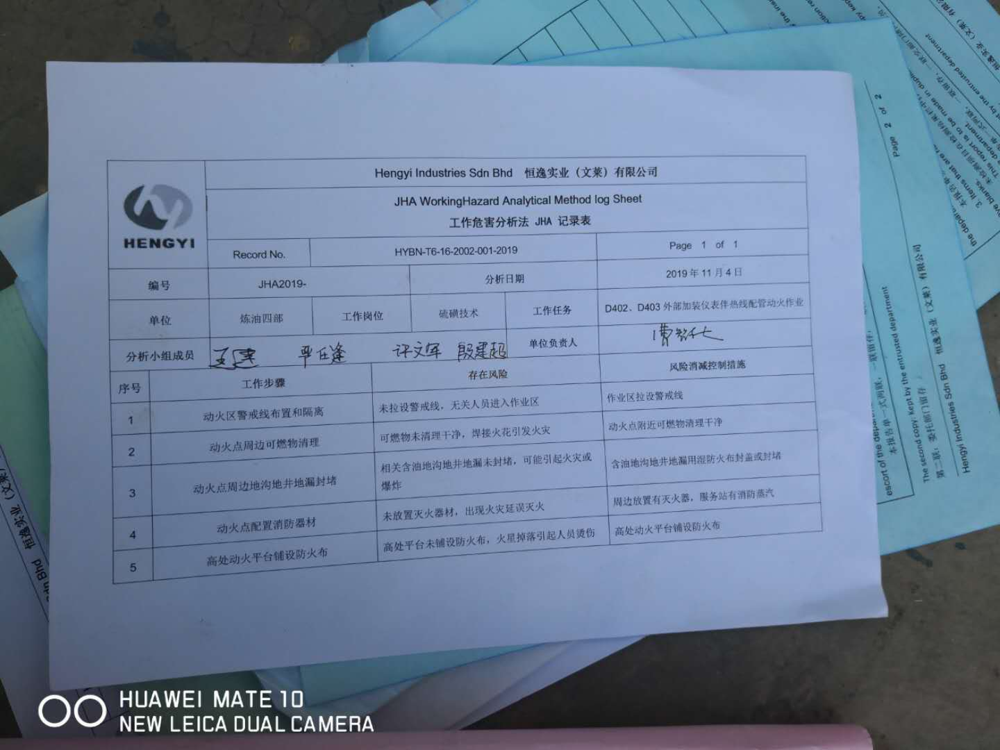 Hengyi Industries Sdn Bhd 恒逸实业（文莱）有限公司
HENGYI
JHA WorkingHazard Analytical Method log Sheet
工作危害分析法 JHA 记录表
Record No. HYBN-T6-16-2002-001-2019 Page 1 of 1
编号 JHA2019- 分析日期 2019年11月4日
单位 炼油四部 工作岗位 硫磺技术 工作任务 D402、D403外部加装仪表伴热线配管动火作业
分析小组成员 王建 严任逢 许文军 段建超 单位负责人
序号 工作步骤 存在风险 风险消减控制措施
1 动火区警戒线布置和隔离 未拉设警戒线，无关人员进入作业区 作业区拉设警戒线
2 动火点周边可燃物清理 可燃物未清理干净，焊接火花引发火灾 动火点附近可燃物清理干净
3 动火点周边地沟地井地漏封堵 相关含油地沟地井地漏未封堵，可能引起火灾或
爆炸 含油地沟地井地漏用湿防火布封盖或封堵
4 动火点配置消防器材 未放置灭火器材，出现火灾延误灭火 周边放置有灭火器，服务站有消防蒸汽
5 高处动火平台铺设防火布 高处平台未铺设防火布，火星掉落引起人员烫伤 高处动火平台铺设防火布
Page 2 of 2
The second copy: kept by the entrusted department
第二联：委托部门留存
Hengyi Industries Sdn Bhd 恒逸实业（文莱）有限公司
HUAWEI MATE 10
NEW LEICA DUAL CAMERA